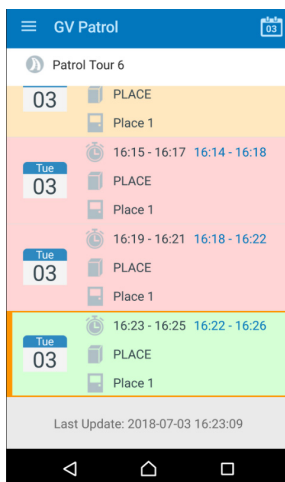 GV Patrol
03
Patrol Tour 6
03
PLACE
Place 1
16:15 - 16:17 16:14 - 16:18
Tue
03
PLACE
Place 1
16:19 - 16:21 16:18 - 16:22
Tue
03
PLACE
Place 1
16:23 - 16:25 16:22 - 16:26
Tue
03
PLACE
Place 1
Last Update: 2018-07-03 16:23:09